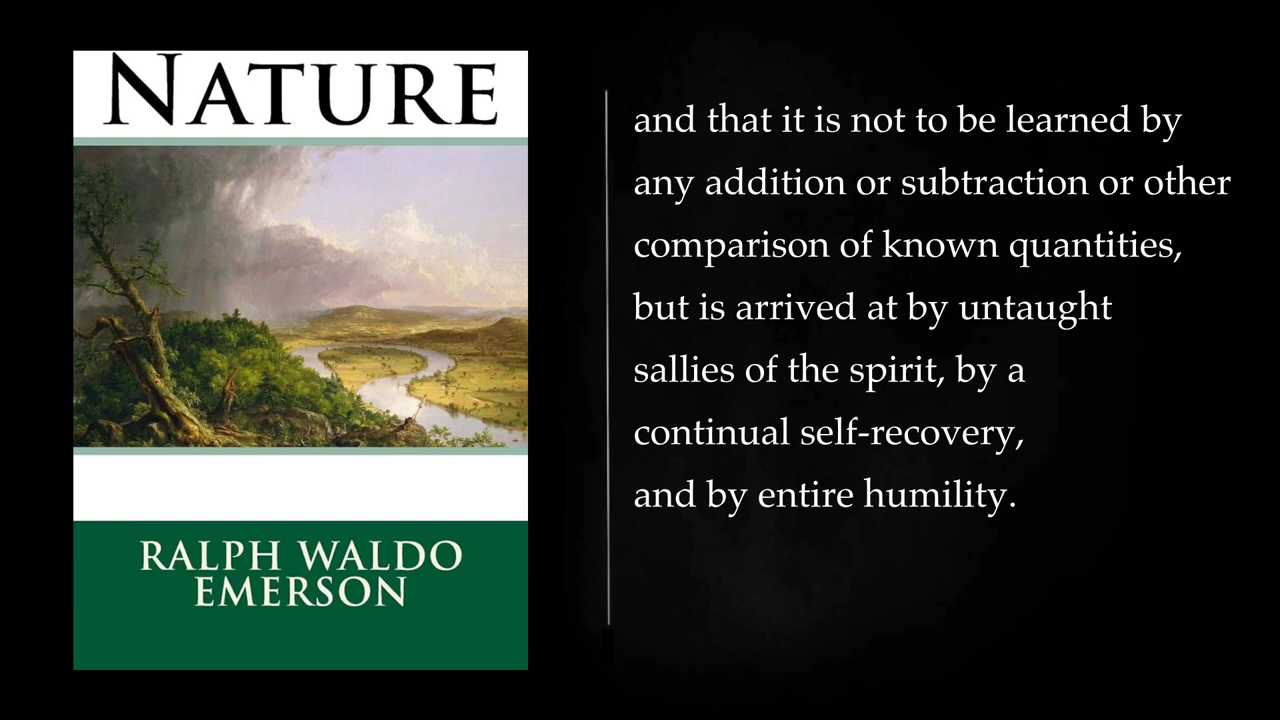 NATURE
RALPH WALDO
EMERSON
and that it is not to be learned by
any addition or subtraction or other
comparison of known quantities,
but is arrived at by untaught
sallies of the spirit, by a
continual self-recovery,
and by entire humility.